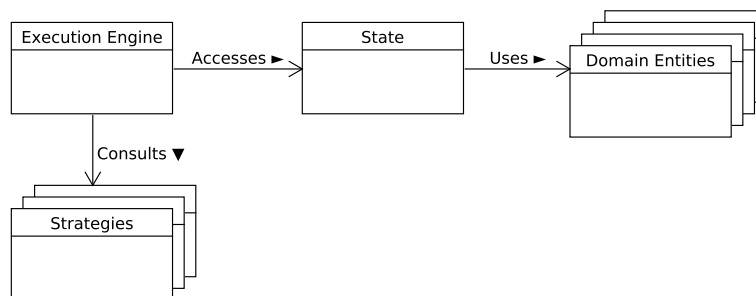 Execution Engine
Accesses ►
State
Uses ►
Domain Entities
Consults ▼
Strategies